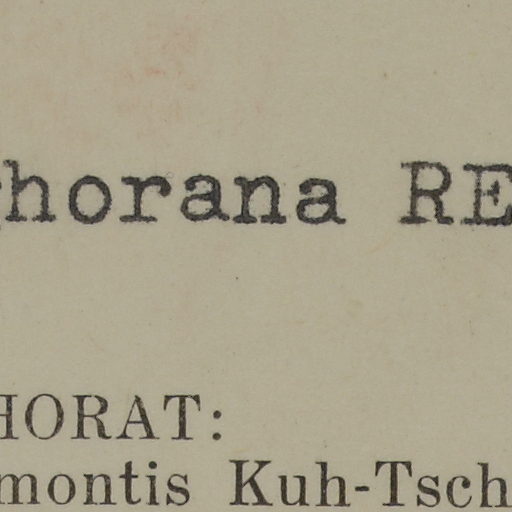 horana RE
HORAT:
montis Kuh-Tsch